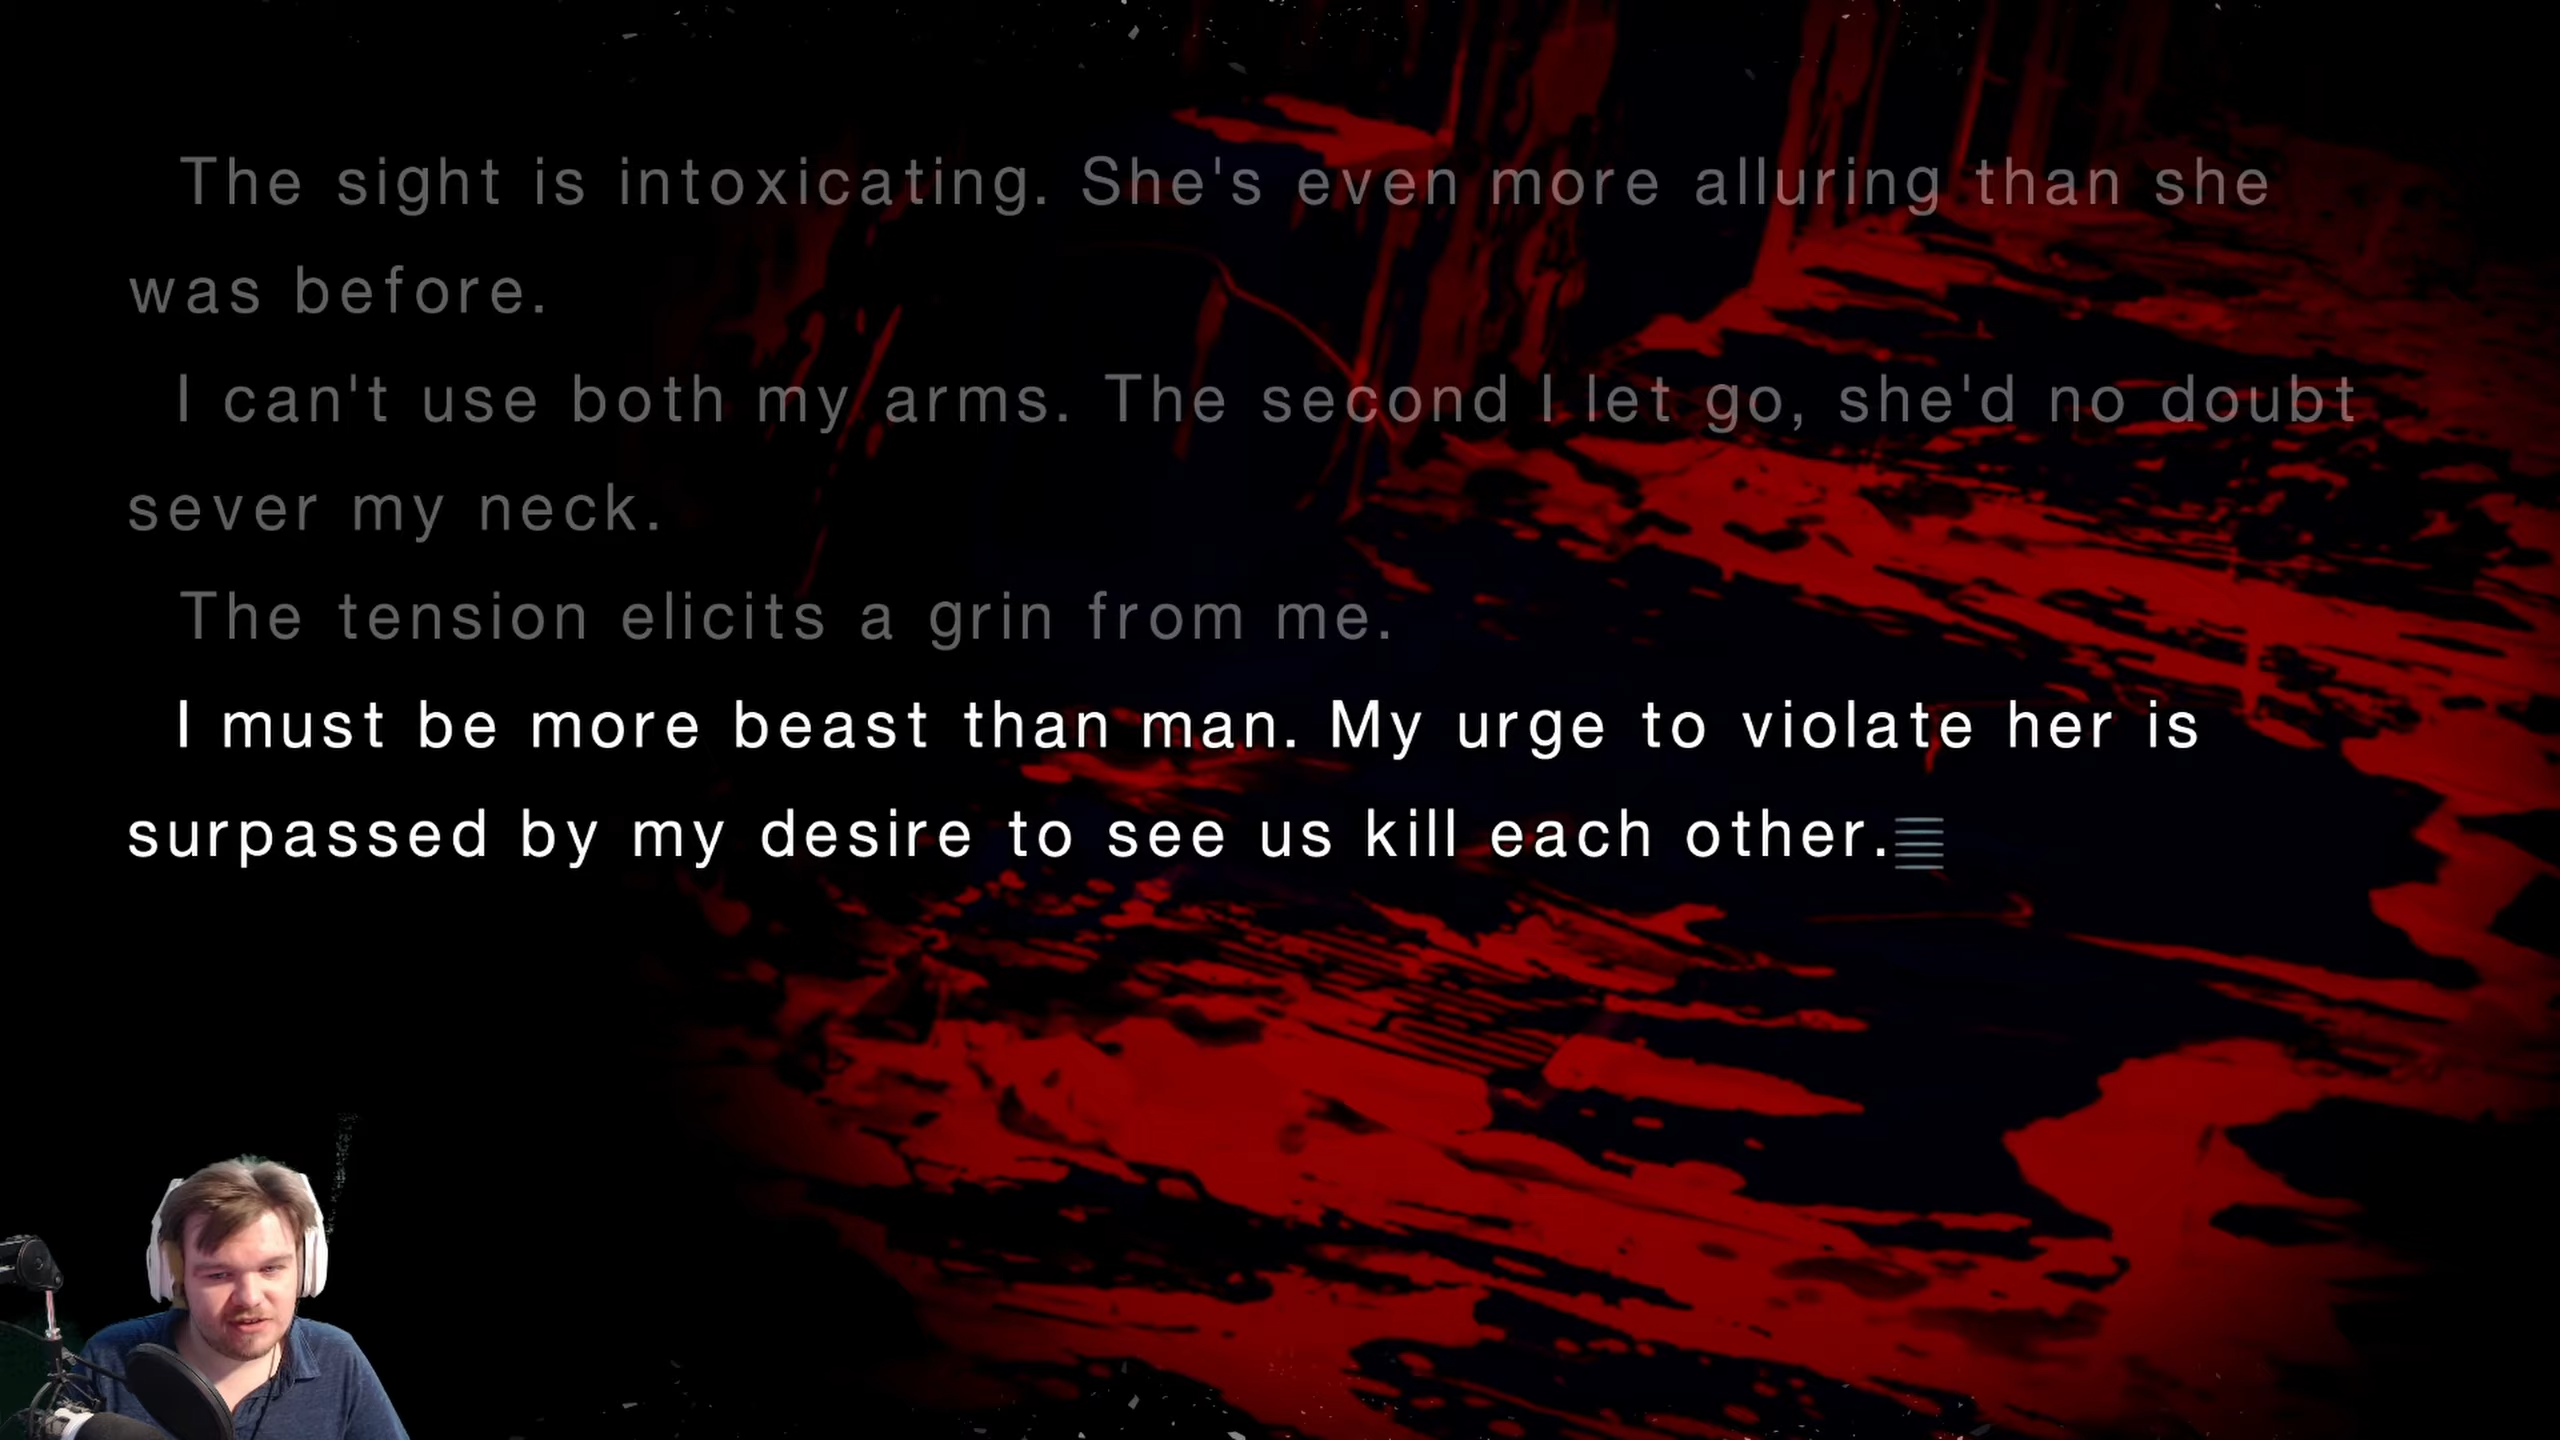 The sight is intoxicating. She's even more alluring than she
was before.
I can't use both my arms. The second I let go, she'd no doubt
sever my neck.
The tension elicits a grin from me.
I must be more beast than man. My urge to violate her is
surpassed by my desire to see us kill each other.